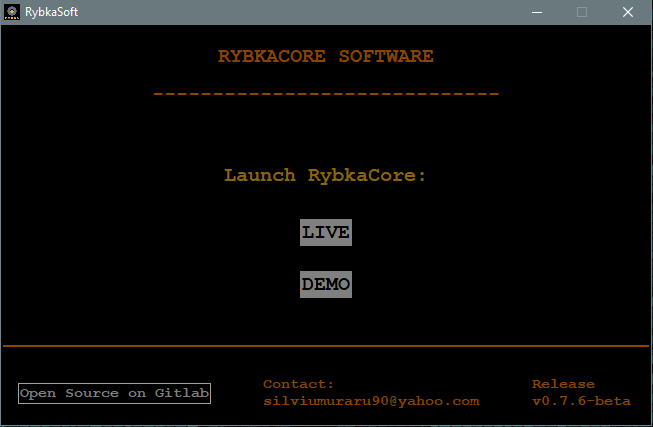 RybkaSoft
RYBKACORE SOFTWARE
-----------------------------
Launch RybkaCore:
LIVE
DEMO
Open Source on Gitlab
Contact:
silviumuraru90@yahoo.com
Release
v0.7.6-beta